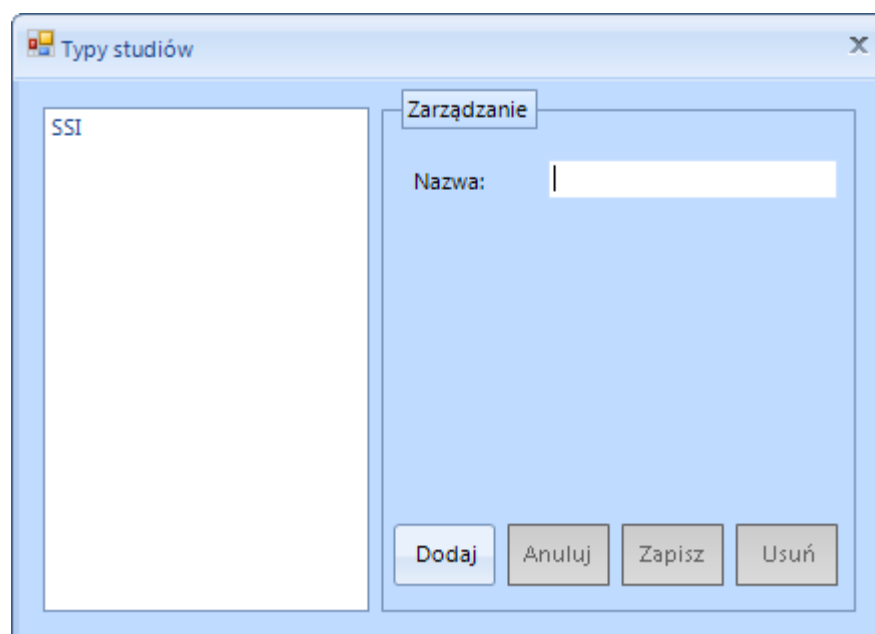 Typy studiów
SSI
Zarządzanie
Nazwa:
Dodaj Anuluj Zapisz Usuń